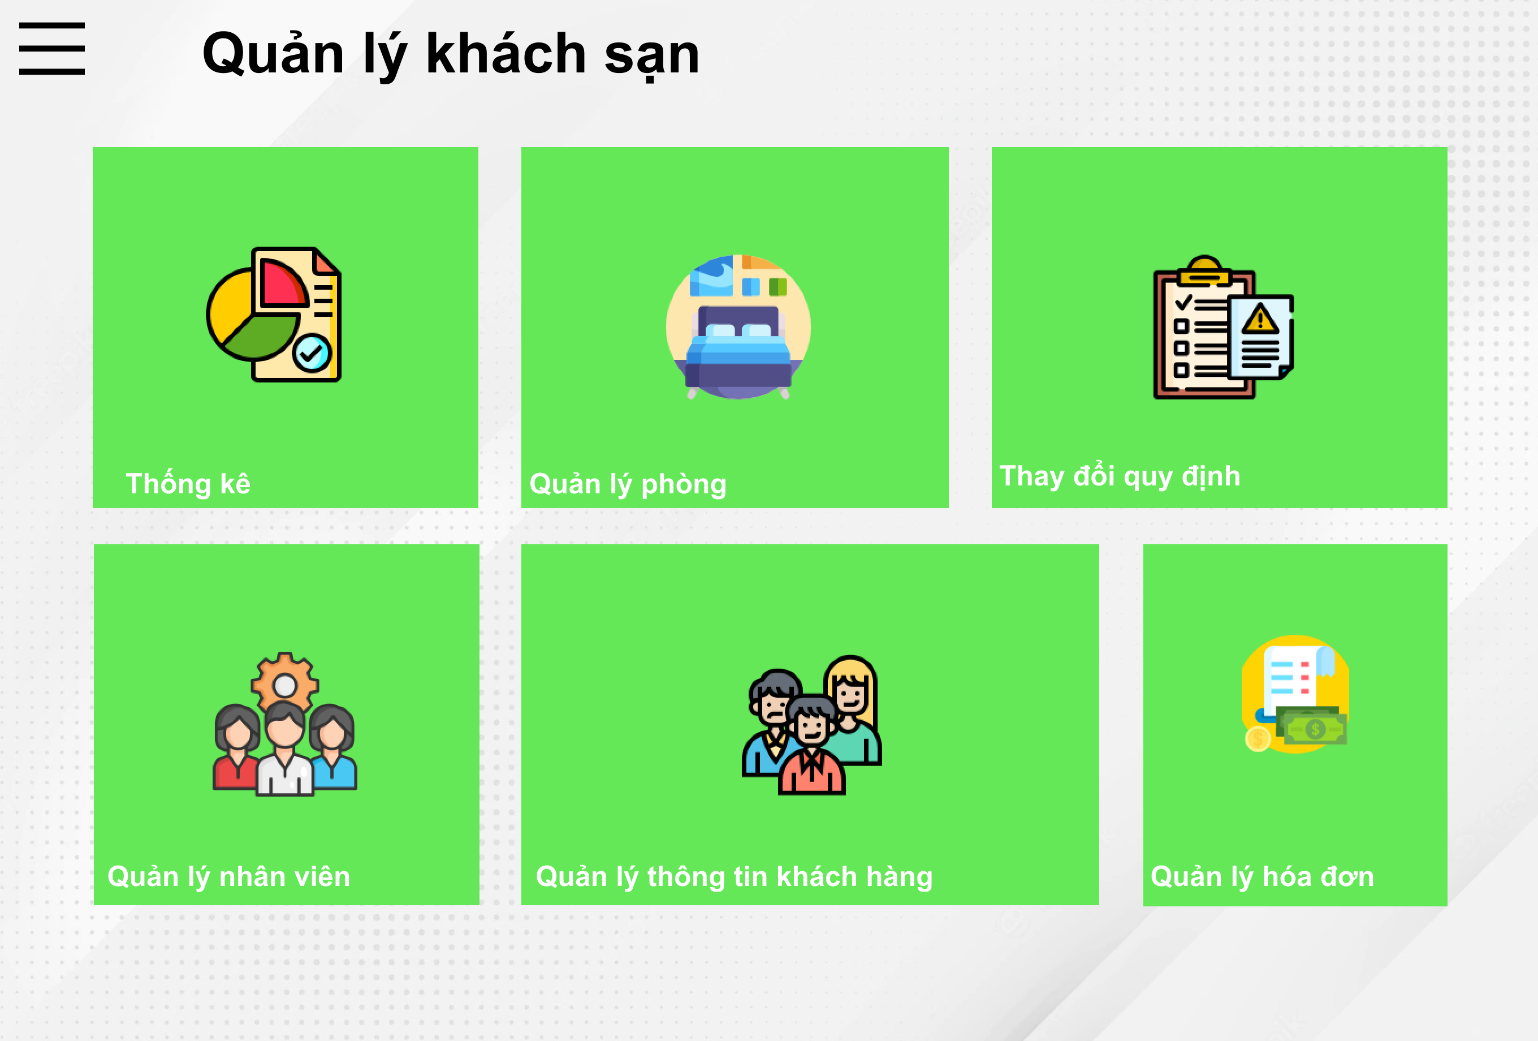 Quản lý khách sạn
Thống kê
Quản lý phòng
Thay đổi quy định
Quản lý nhân viên
Quản lý thông tin khách hàng
Quản lý hóa đơn